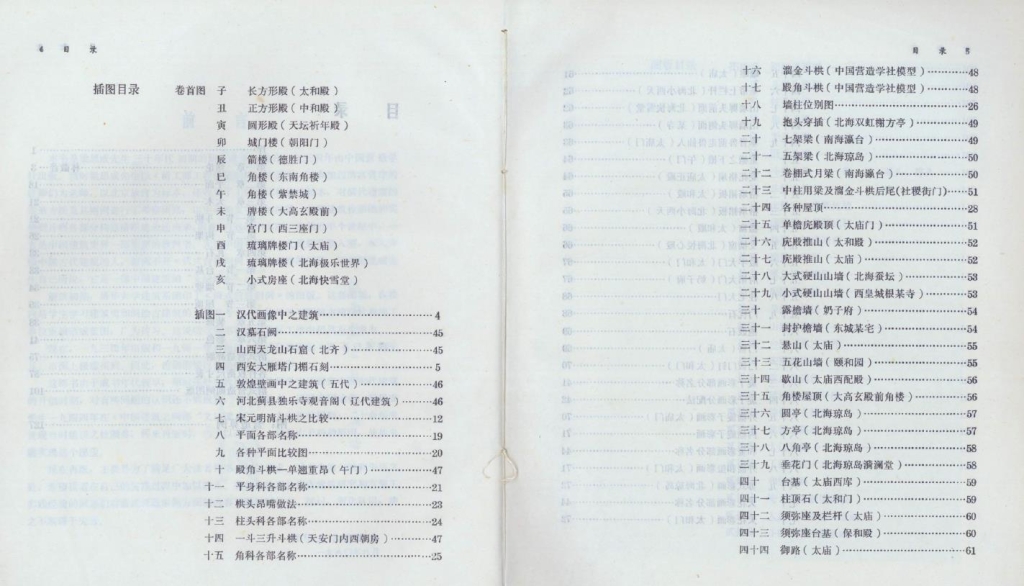 4 目 录
插图目录 卷首图 子 长方形殿(太和殿)
丑 正方形殿(中和殿)
寅 圆形殿(天坛祈年殿)
卯 城门楼(朝阳门)
辰 箭楼(德胜门)
巳 角楼(东南角楼)
午 角楼(紫禁城)
未 牌楼(大高玄殿前)
申 宫门(西三座门)
酉 琉璃牌楼门(太庙)
戌 琉璃牌楼(北海极乐世界)
亥 小式房座(北海快雪堂)
插图一 汉代画像中之建筑……4
二 汉墓石阙……45
三 山西天龙山石窟(北齐)……45
四 西安大雁塔门楣石刻……5
五 敦煌壁画中之建筑(五代)……46
六 河北蓟县独乐寺观音阁(辽代建筑)……46
七 宋元明清斗栱之比较……12
八 平面各部名称……19
九 各种平面比较图……20
十 殿角斗栱—单翘重昂(午门)……47
十一 平身科各部名称……21
十二 栱头昂嘴做法……23
十三 柱头科各部名称……24
十四 一斗三升斗栱(天安门内西朝房)……47
十五 角科各部名称……25
目 录 5
十六 溜金斗栱(中国营造学社模型)……48
十七 殿角斗栱(中国营造学社模型)……48
十八 墙柱位别图……26
十九 抱头穿插(北海双虹榭方亭)……49
二十 七架梁(南海瀛台)……49
二十一 五架梁(北海琼岛)……50
二十二 卷棚式月梁(南海瀛台)……50
二十三 中柱用梁及溜金斗栱后尾(社稷街门)……51
二十四 各种屋顶……28
二十五 单檐庑殿顶(太庙门)……51
二十六 庑殿推山(太和殿)……52
二十七 庑殿推山(太庙)……52
二十八 大式硬山山墙(北海蚕坛)……53
二十九 小式硬山山墙(西皇城根某寺)……53
三十 露檐墙(奶子府)……54
三十一 封护檐墙(东城某宅)……54
三十二 悬山(太庙)……55
三十三 五花山墙(颐和园)……55
三十四 歇山(太庙西配殿)……56
三十五 角楼屋顶(大高玄殿前角楼)……56
三十六 圆亭(北海琼岛)……57
三十七 方亭(北海琼岛)……57
三十八 八角亭(北海琼岛)……58
三十九 垂花门(北海琼岛漪澜堂)……58
四十 台基(太庙西库)……59
四十一 柱顶石(太和门)……59
四十二 须弥座及栏杆(太庙)……60
四十三 须弥座台基(保和殿)……60
四十四 御路(太庙)……61